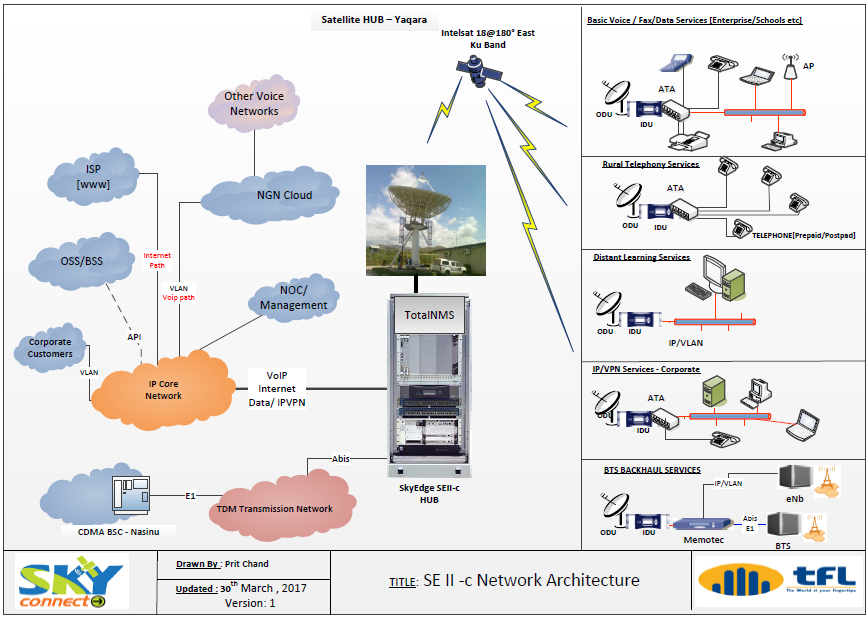 Satellite HUB – Yaqara
Intelsat 18@180° East
Ku Band
Other Voice
Networks
ISP
[www]
NGN Cloud
OSS/BSS
Internet
Path
VLAN
Voip path
NOC/
Management
API
Corporate
Customers
VLAN
IP Core
Network
VoIP
Internet
Data/ IPVPN
TotalNMS
Abis
SkyEdge SEII-c
HUB
E1
TDM Transmission Network
CDMA BSC - Nasinu
Basic Voice / Fax/Data Services [Enterprise/Schools etc]
ATA
AP
ODU
IDU
Rural Telephony Services
ATA
ODU
IDU
TELEPHONE[Prepaid/Postpad]
Distant Learning Services
ODU
IDU
IP/VLAN
IP/VPN Services - Corporate
ATA
ODU
IDU
BTS BACKHAUL SERVICES
IP/VLAN
eNb
ODU
IDU
Memotec
Abis
E1
BTS
SKY
connect
Drawn By : Prit Chand
Updated : 30th March , 2017
Version: 1
TITLE: SE II -c Network Architecture
tfl
The World at your fingertips